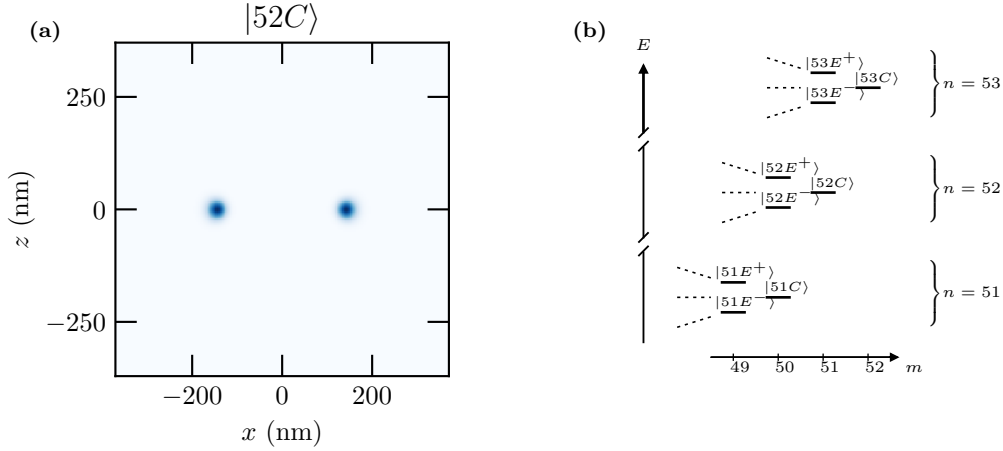 (a)
|52C⟩
250
0
−250
z (nm)
−200 0 200
x (nm)
(b)
E
|53E⁺⟩
|53C⟩
|53E⁻⟩
n = 53
|52E⁺⟩
|52C⟩
|52E⁻⟩
n = 52
|51E⁺⟩
|51C⟩
|51E⁻⟩
n = 51
49 50 51 52 m